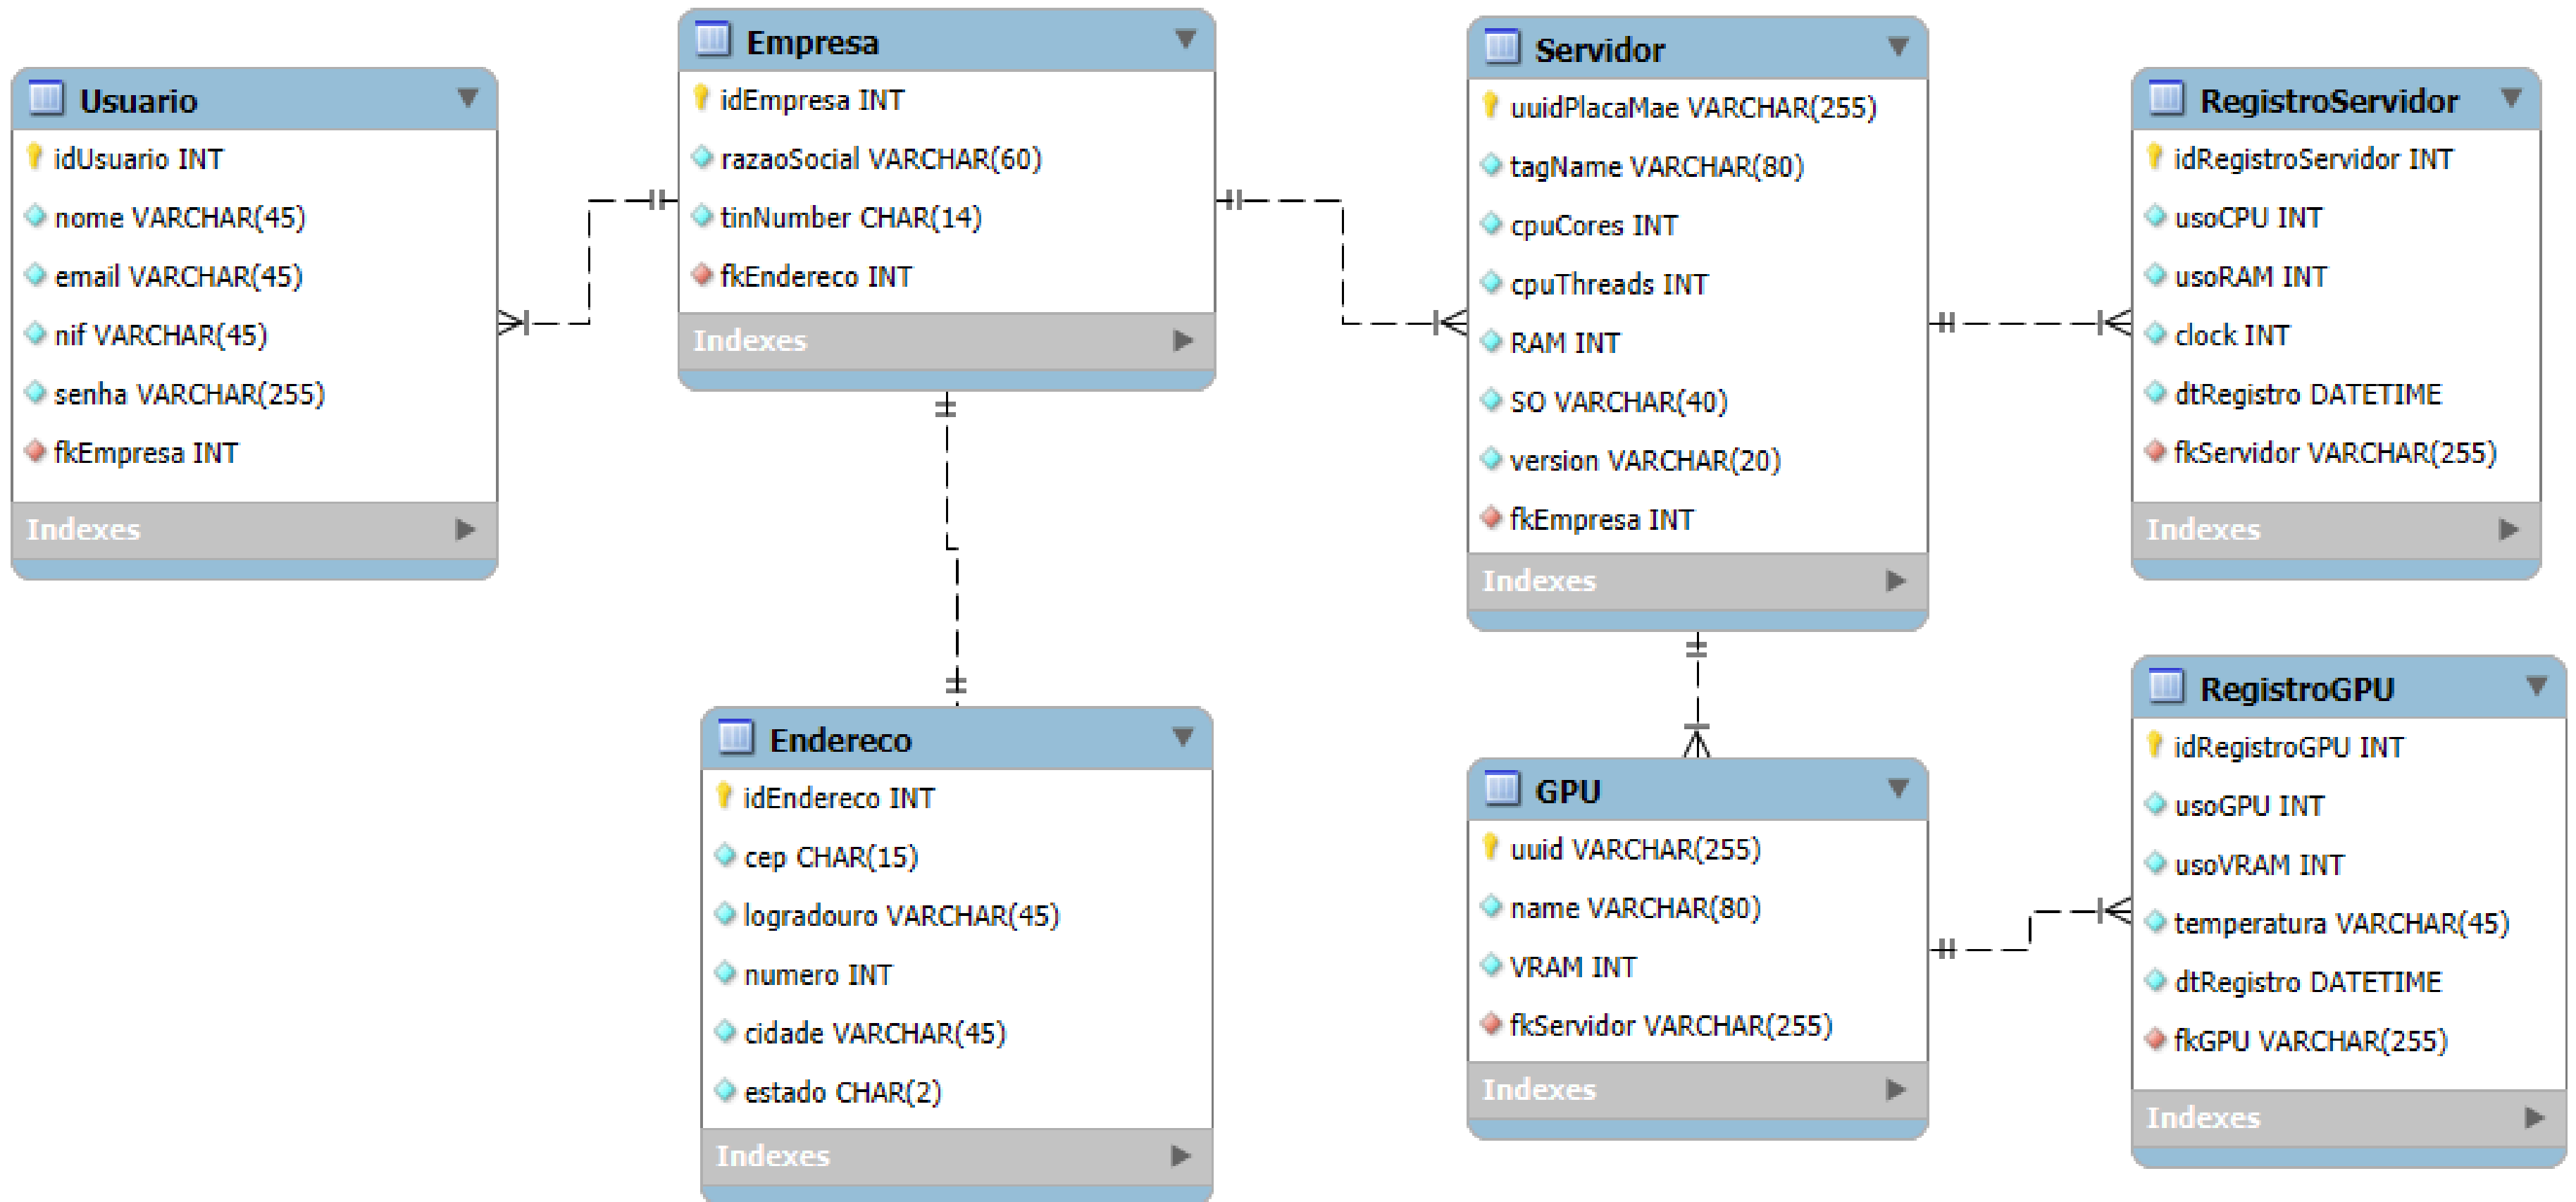 Usuario
idUsuario INT
nome VARCHAR(45)
email VARCHAR(45)
nif VARCHAR(45)
senha VARCHAR(255)
fkEmpresa INT
Indexes
Empresa
idEmpresa INT
razaoSocial VARCHAR(60)
tinNumber CHAR(14)
fkEndereco INT
Indexes
Endereco
idEndereco INT
cep CHAR(15)
logradouro VARCHAR(45)
numero INT
cidade VARCHAR(45)
estado CHAR(2)
Indexes
Servidor
uuidPlacaMae VARCHAR(255)
tagName VARCHAR(80)
cpuCores INT
cpuThreads INT
RAM INT
SO VARCHAR(40)
version VARCHAR(20)
fkEmpresa INT
Indexes
GPU
uuid VARCHAR(255)
name VARCHAR(80)
VRAM INT
fkServidor VARCHAR(255)
Indexes
RegistroServidor
idRegistroServidor INT
usoCPU INT
usoRAM INT
clock INT
dtRegistro DATETIME
fkServidor VARCHAR(255)
Indexes
RegistroGPU
idRegistroGPU INT
usoGPU INT
usoVRAM INT
temperatura VARCHAR(45)
dtRegistro DATETIME
fkGPU VARCHAR(255)
Indexes